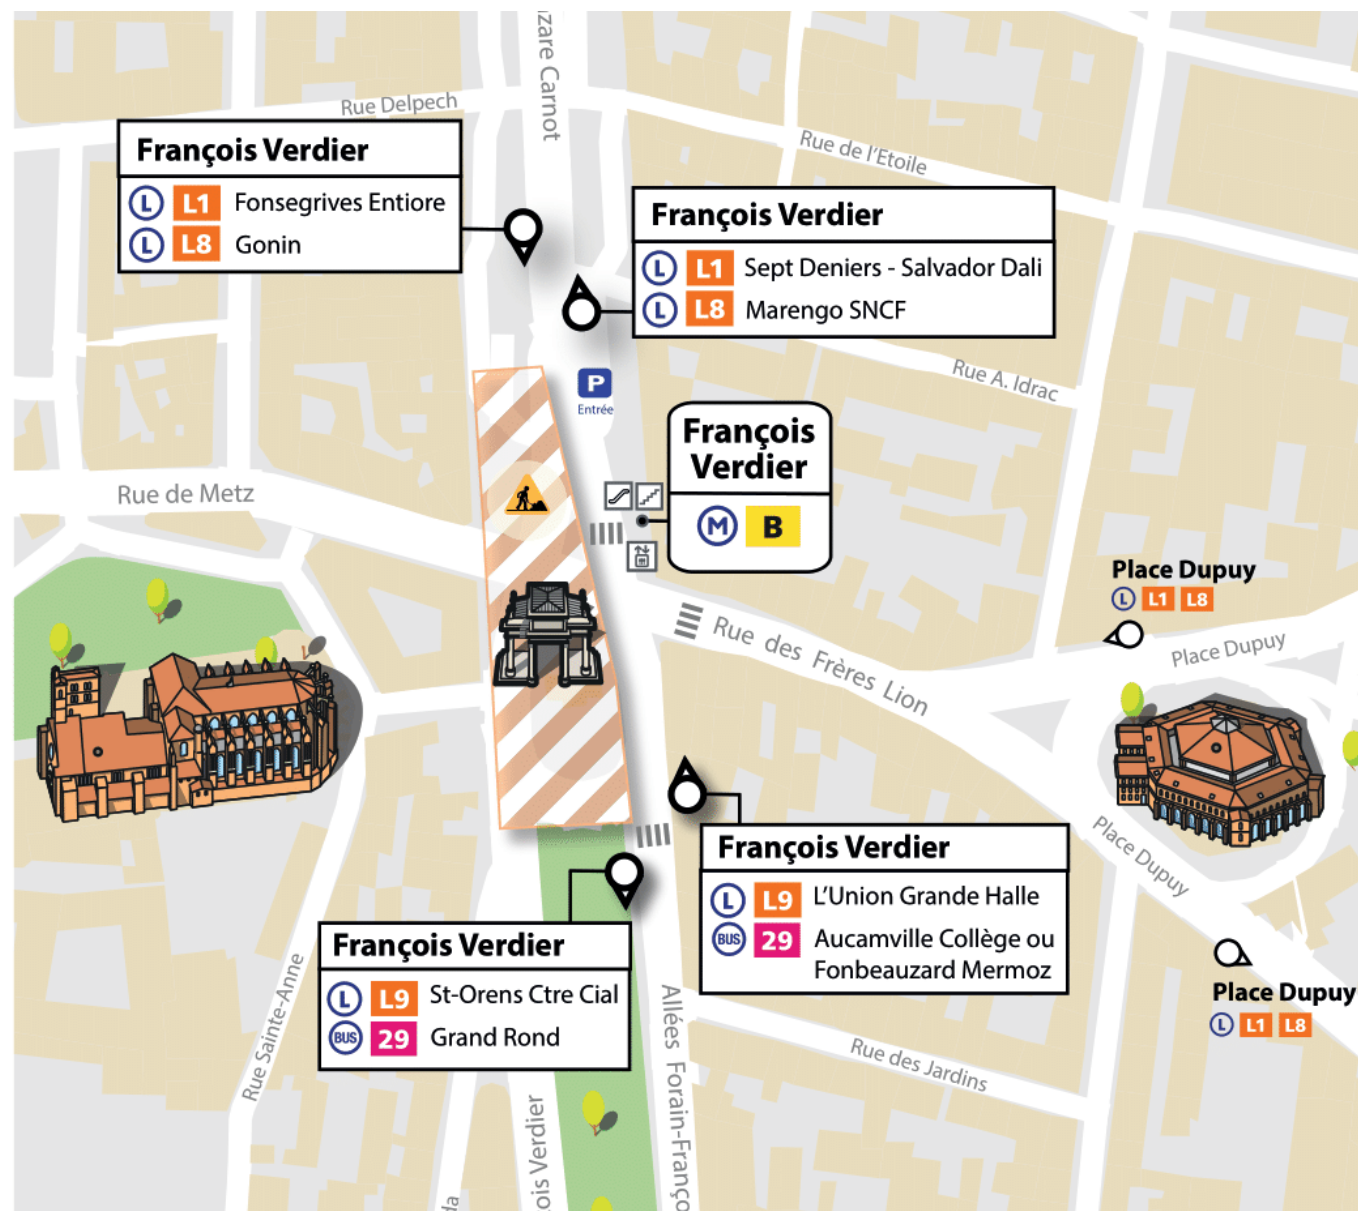 zare Carnot
Rue Delpech
Rue de l'Etoile
François Verdier
L L1 Fonsegrives Entiore
L L8 Gonin
François Verdier
L L1 Sept Deniers - Salvador Dali
L L8 Marengo SNCF
Rue A. Idrac
P
Entrée
François
Verdier
M B
Rue de Metz
Place Dupuy
L L1 L8
Place Dupuy
Rue des Frères Lion
Place Dupuy
François Verdier
L L9 L'Union Grande Halle
BUS 29 Aucamville Collège ou
Fonbeauzard Mermoz
François Verdier
L L9 St-Orens Ctre Cial
BUS 29 Grand Rond
Place Dupuy
L L1 L8
Rue Sainte-Anne
Allées Forain-Franço
Rue des Jardins
ois Verdier
da